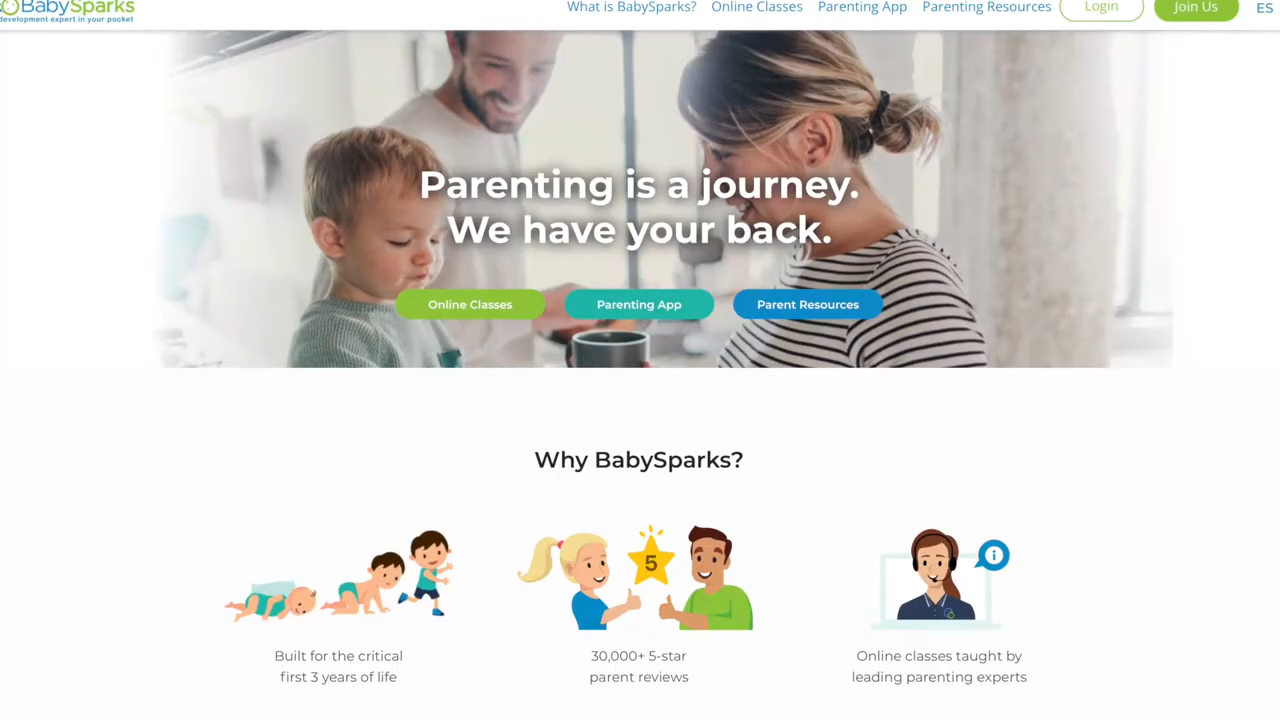 BabySparks
development expert in your pocket
What is BabySparks?
Online Classes
Parenting App
Parenting Resources
Login
Join Us
ES
Parenting is a journey.
We have your back.
Online Classes
Parenting App
Parent Resources
Why BabySparks?
5
i
Built for the critical
first 3 years of life
30,000+ 5-star
parent reviews
Online classes taught by
leading parenting experts